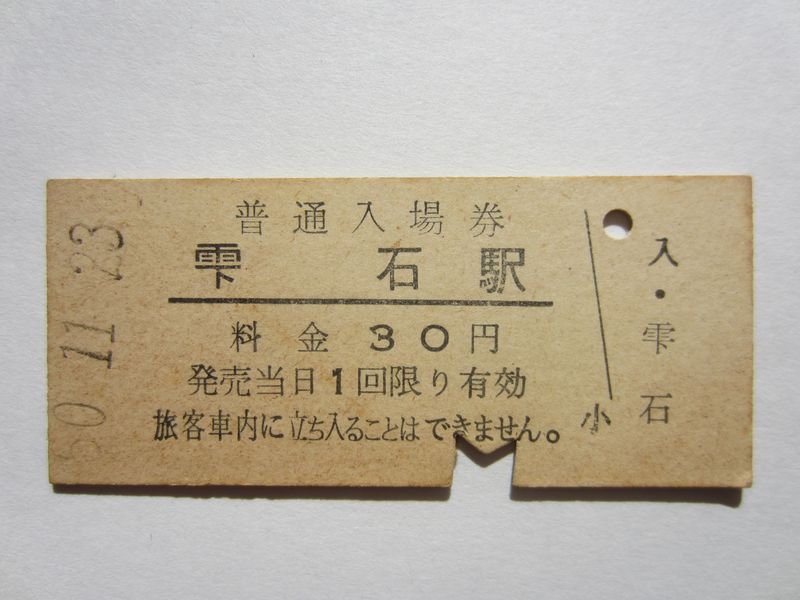 普通入場券
雫石駅
料金30円
発売当日1回限り有効
旅客車内に立ち入ることはできません。
小
入・雫石
50 11 23